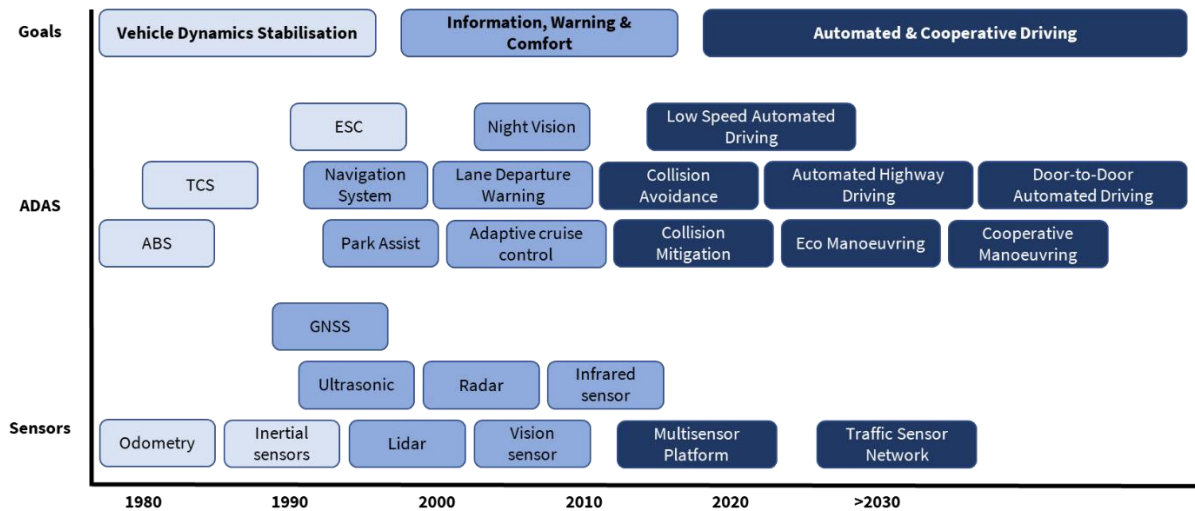 Goals
Vehicle Dynamics Stabilisation
Information, Warning &
Comfort
Automated & Cooperative Driving
ESC
Night Vision
Low Speed Automated
Driving
ADAS
TCS
Navigation
System
Lane Departure
Warning
Collision
Avoidance
Automated Highway
Driving
Door-to-Door
Automated Driving
ABS
Park Assist
Adaptive cruise
control
Collision
Mitigation
Eco Manoeuvring
Cooperative
Manoeuvring
GNSS
Ultrasonic
Radar
Infrared
sensor
Sensors
Odometry
Inertial
sensors
Lidar
Vision
sensor
Multisensor
Platform
Traffic Sensor
Network
1980
1990
2000
2010
2020
>2030